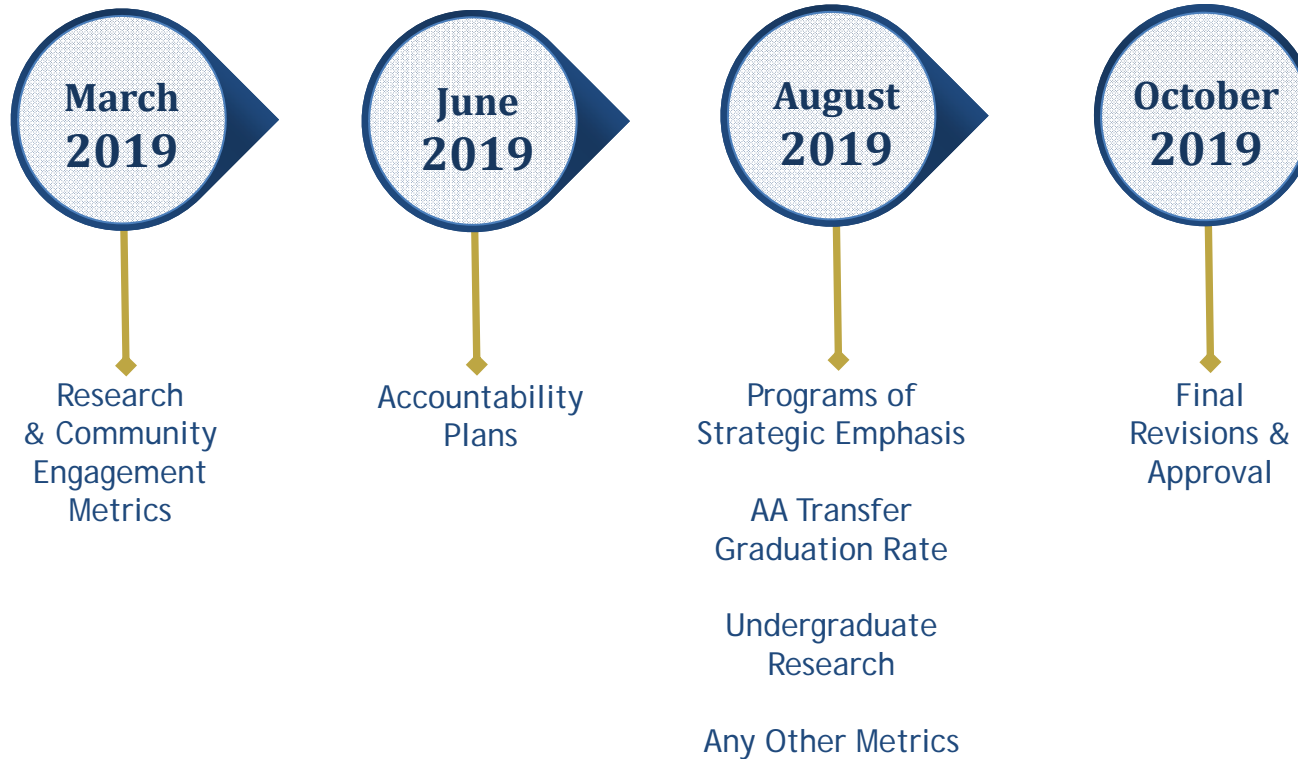 March
2019
Research
& Community
Engagement
Metrics
June
2019
Accountability
Plans
August
2019
Programs of
Strategic Emphasis
AA Transfer
Graduation Rate
Undergraduate
Research
Any Other Metrics
October
2019
Final
Revisions &
Approval